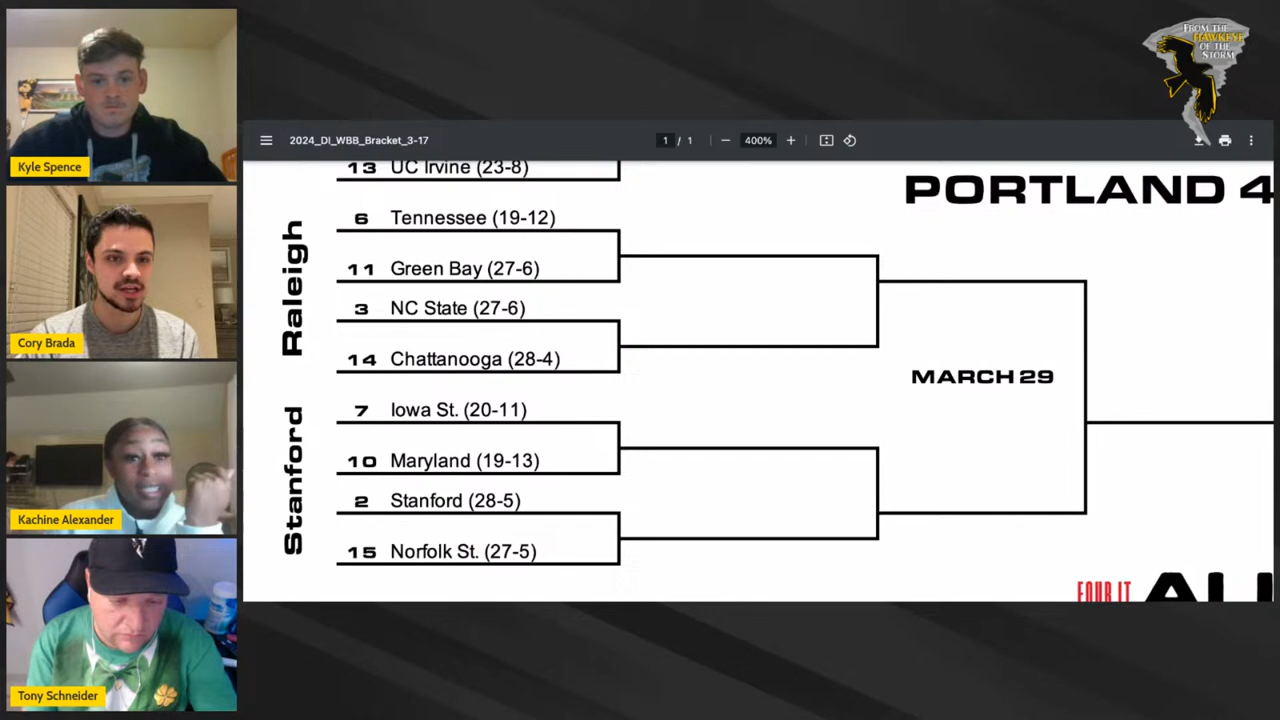 Kyle Spence
Cory Brada
Kachine Alexander
Tony Schneider
FROM THE
HAWKEYE
OF THE
STORM
2024_DI_WBB_Bracket_3-17
1 / 1
400%
PORTLAND 4
Raleigh
13 UC Irvine (23-8)
6 Tennessee (19-12)
11 Green Bay (27-6)
3 NC State (27-6)
14 Chattanooga (28-4)
MARCH 29
Stanford
7 Iowa St. (20-11)
10 Maryland (19-13)
2 Stanford (28-5)
15 Norfolk St. (27-5)
FOUR IT
ALL